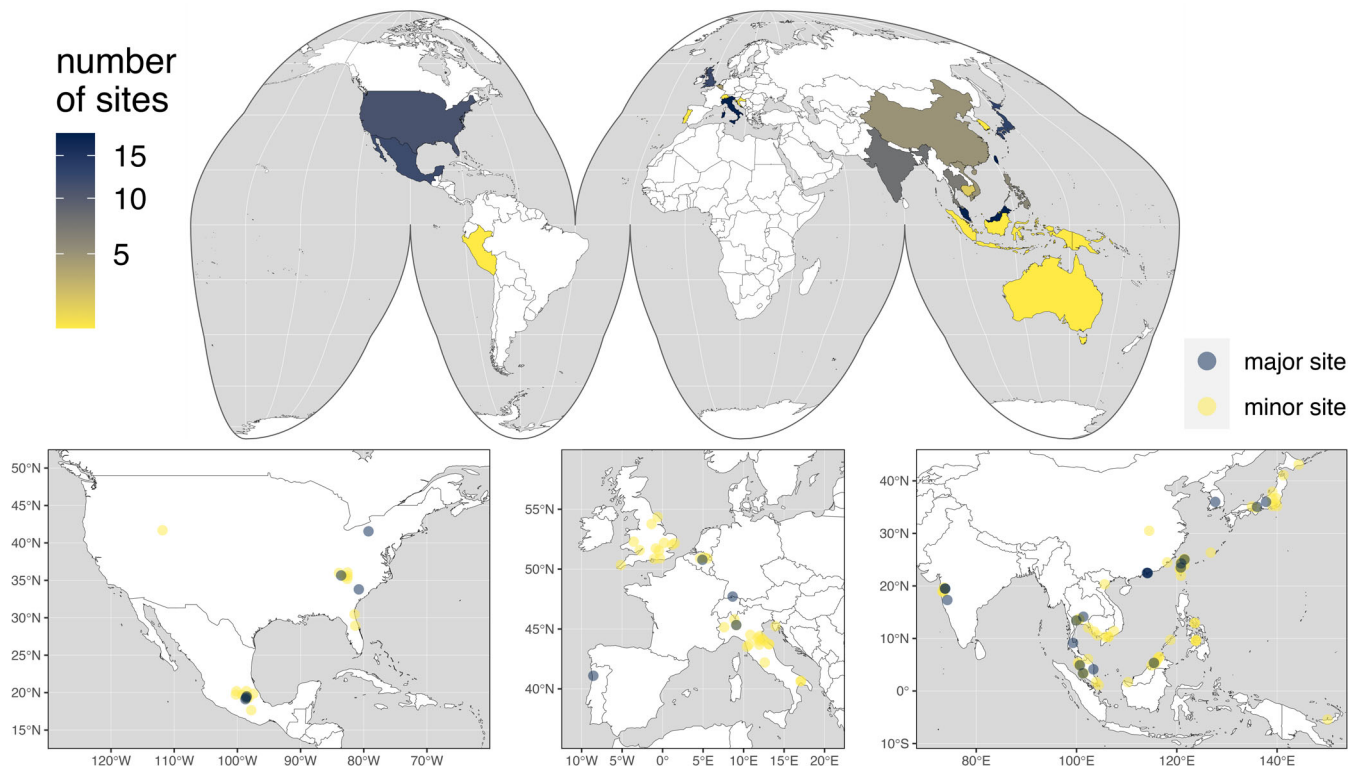 number
of sites
15
10
5
major site
minor site
50°N
45°N
40°N
35°N
30°N
25°N
20°N
15°N
120°W 110°W 100°W 90°W 80°W 70°W
55°N
50°N
45°N
40°N
10°W 5°W 0° 5°E 10°E 15°E 20°E
40°N
30°N
20°N
10°N
0°
10°S
80°E 100°E 120°E 140°E